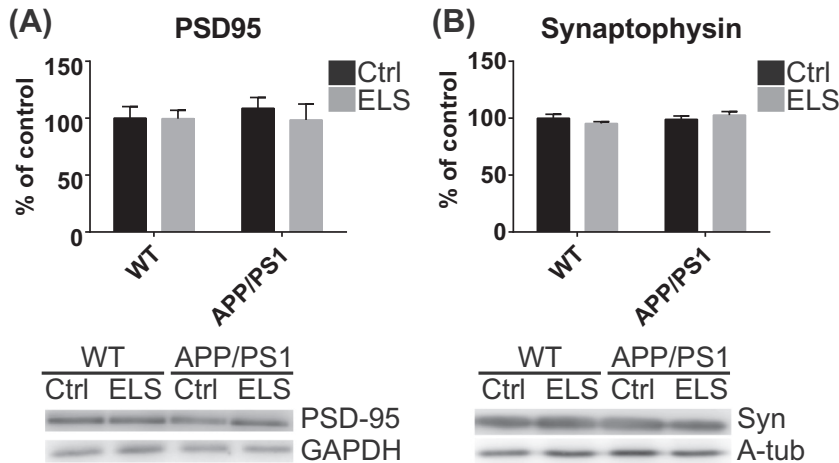 (A) PSD95
150
100
50
0
% of control
Ctrl
ELS
WT
APP/PS1
WT APP/PS1
Ctrl ELS Ctrl ELS
PSD-95
GAPDH
(B) Synaptophysin
150
100
50
0
% of control
Ctrl
ELS
WT
APP/PS1
WT APP/PS1
Ctrl ELS Ctrl ELS
Syn
A-tub